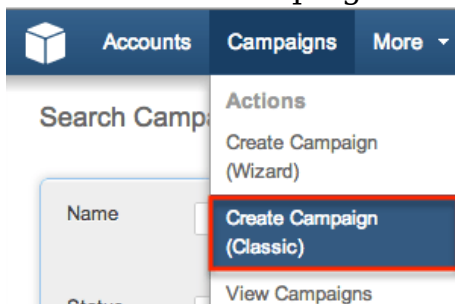 Accounts Campaigns More
Search Campa
Actions
Create Campaign
(Wizard)
Name
Create Campaign
(Classic)
View Campaigns